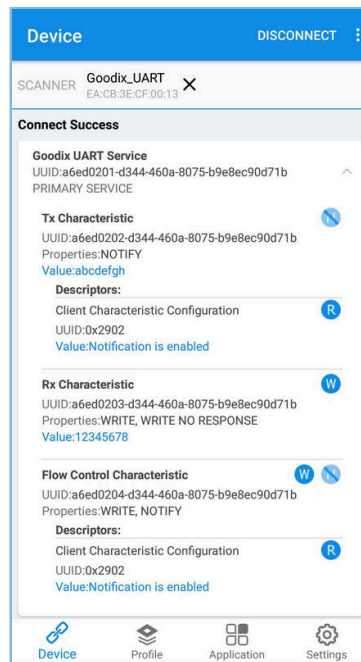 Device DISCONNECT
SCANNER Goodix_UART
EA:CB:3E:CF:00:13
Connect Success
Goodix UART Service
UUID:a6ed0201-d344-460a-8075-b9e8ec90d71b
PRIMARY SERVICE
Tx Characteristic
UUID:a6ed0202-d344-460a-8075-b9e8ec90d71b
Properties:NOTIFY
Value:abcdefgh
Descriptors:
Client Characteristic Configuration R
UUID:0x2902
Value:Notification is enabled
Rx Characteristic W
UUID:a6ed0203-d344-460a-8075-b9e8ec90d71b
Properties:WRITE, WRITE NO RESPONSE
Value:12345678
Flow Control Characteristic W
UUID:a6ed0204-d344-460a-8075-b9e8ec90d71b
Properties:WRITE, NOTIFY
Descriptors:
Client Characteristic Configuration R
UUID:0x2902
Value:Notification is enabled
Device Profile Application Settings